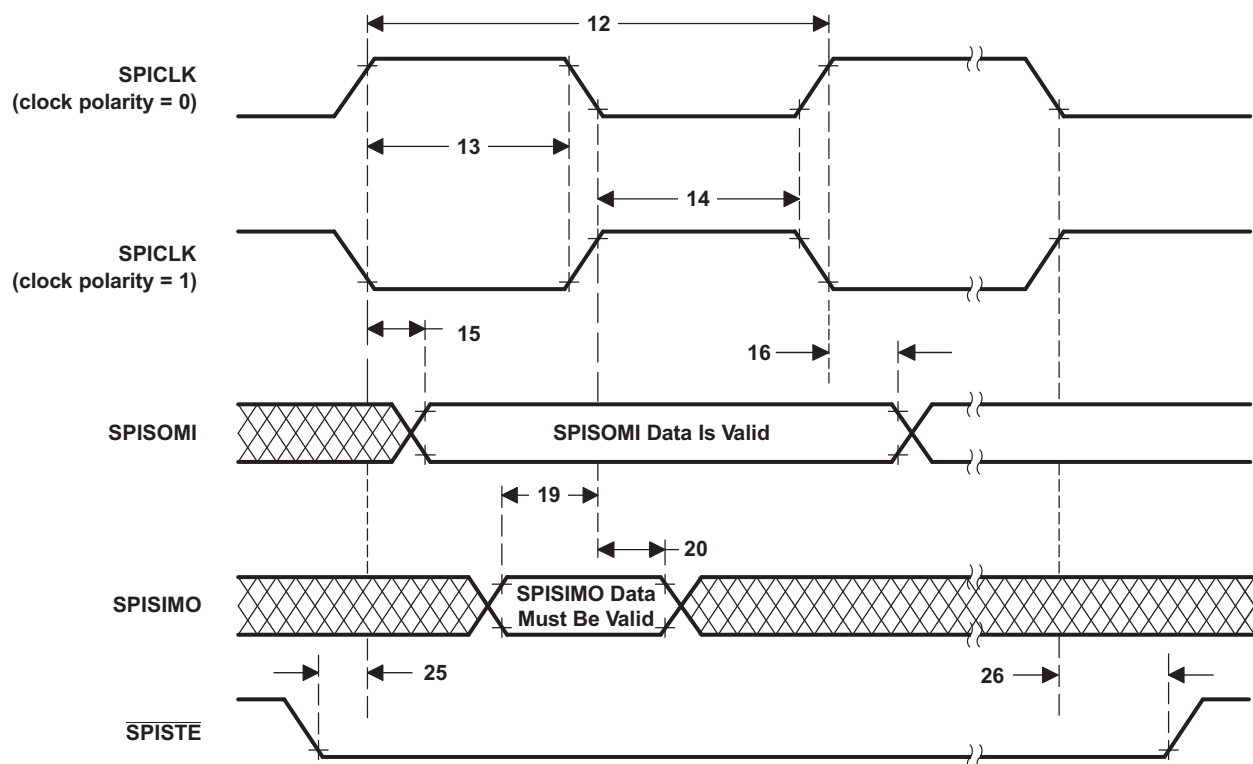 12
SPICLK
(clock polarity = 0)
13
14
SPICLK
(clock polarity = 1)
15
16
SPISOMI
SPISOMI Data Is Valid
19
20
SPISIMO
SPISIMO Data
Must Be Valid
25
26
SPISTE